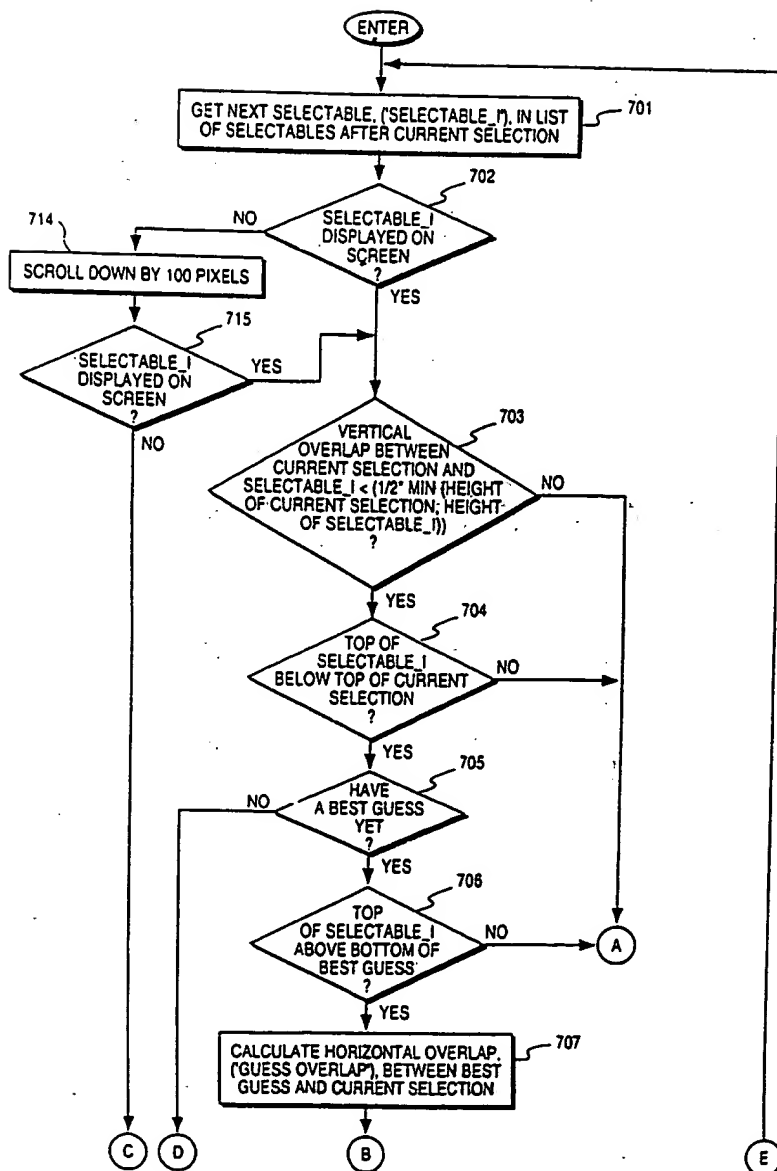 ENTER
GET NEXT SELECTABLE, ('SELECTABLE_I'), IN LIST
OF SELECTABLES AFTER CURRENT SELECTION
701
702
SELECTABLE_I
DISPLAYED ON
SCREEN
?
NO
YES
714
SCROLL DOWN BY 100 PIXELS
715
SELECTABLE_I
DISPLAYED ON
SCREEN
?
YES
NO
703
VERTICAL
OVERLAP BETWEEN
CURRENT SELECTION AND
SELECTABLE_I < (1/2* MIN (HEIGHT
OF CURRENT SELECTION; HEIGHT
OF SELECTABLE_I))
?
NO
YES
704
TOP OF
SELECTABLE_I
BELOW TOP OF CURRENT
SELECTION
?
NO
YES
705
HAVE
A BEST GUESS
YET
?
NO
YES
706
TOP
OF SELECTABLE_I
ABOVE BOTTOM OF
BEST GUESS
?
NO
YES
A
707
CALCULATE HORIZONTAL OVERLAP,
('GUESS OVERLAP'), BETWEEN BEST
GUESS AND CURRENT SELECTION
C
D
B
E